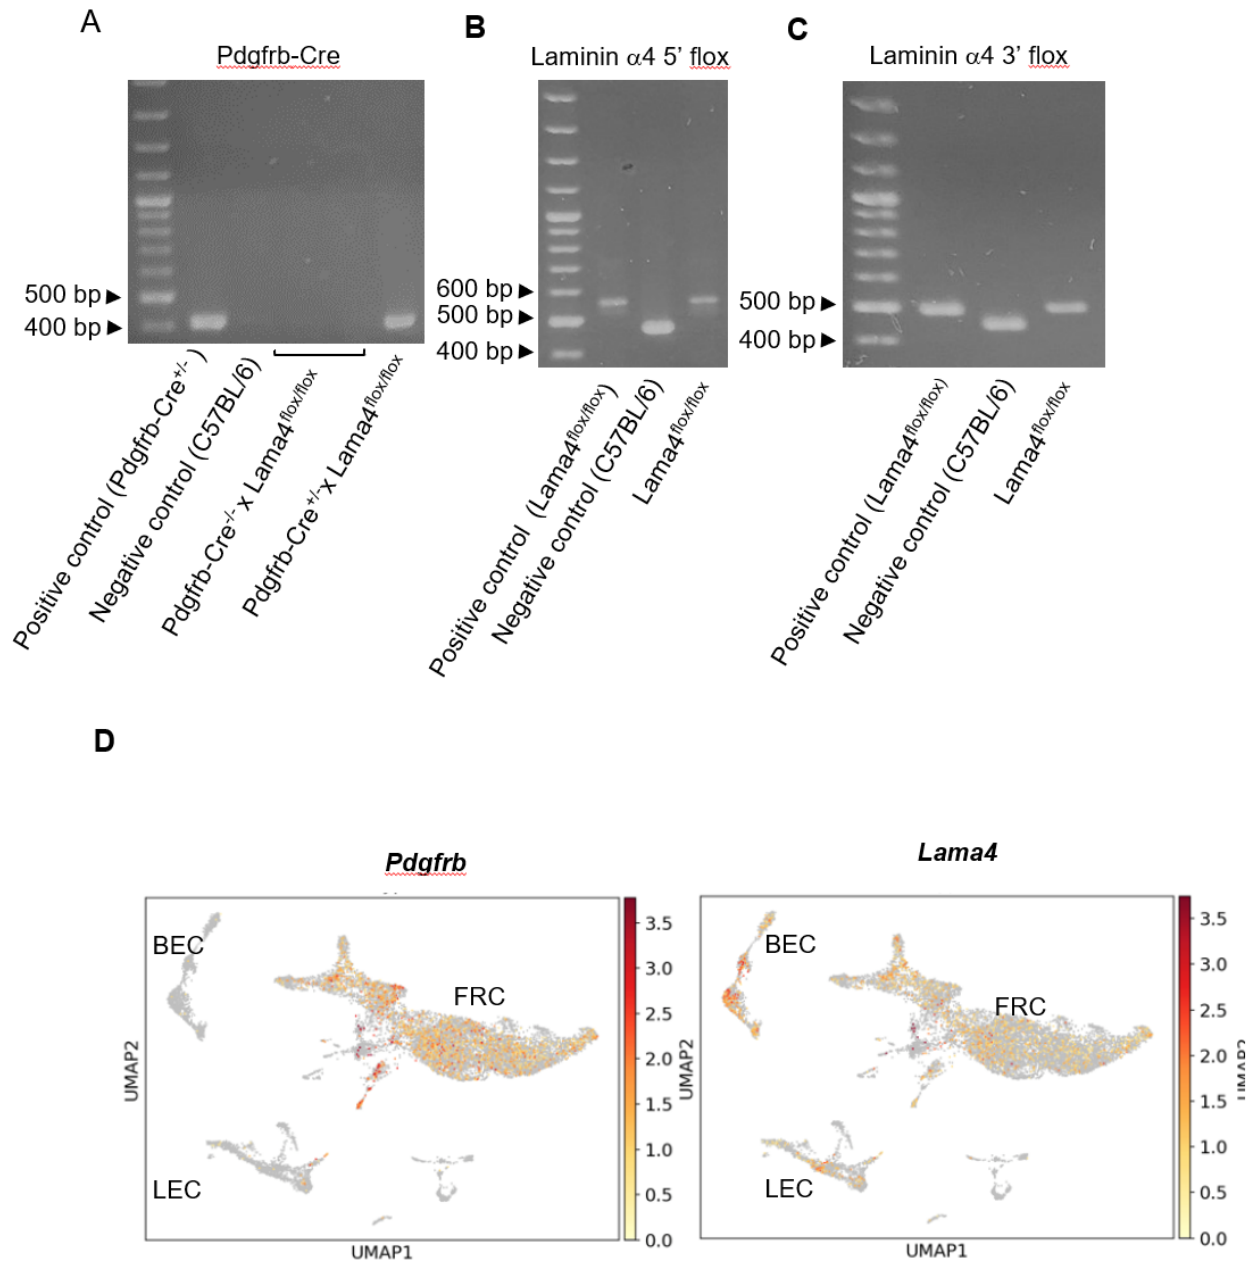 A
Pdgfrb-Cre
500 bp
400 bp
Positive control (Pdgfrb-Cre+/- )
Negative control (C57BL/6)
Pdgfrb-Cre-/- x Lama4flox/flox
Pdgfrb-Cre+/-x Lama4flox/flox
B
Laminin α4 5’ flox
600 bp
500 bp
400 bp
Positive control (Lama4flox/flox)
Negative control (C57BL/6)
Lama4flox/flox
C
Laminin α4 3’ flox
500 bp
400 bp
Positive control (Lama4flox/flox)
Negative control (C57BL/6)
Lama4flox/flox
D
Pdgfrb
BEC
FRC
LEC
UMAP2
UMAP1
3.5
3.0
2.5
2.0
1.5
1.0
0.5
0.0
Lama4
BEC
FRC
LEC
UMAP2
UMAP1
3.5
3.0
2.5
2.0
1.5
1.0
0.5
0.0
UMAP2